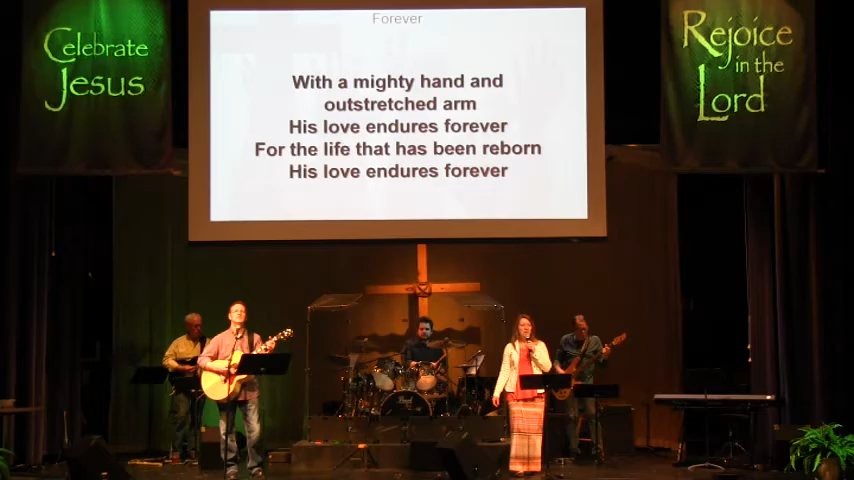 Celebrate
Jesus
Forever
With a mighty hand and
outstretched arm
His love endures forever
For the life that has been reborn
His love endures forever
Rejoice
in the
Lord